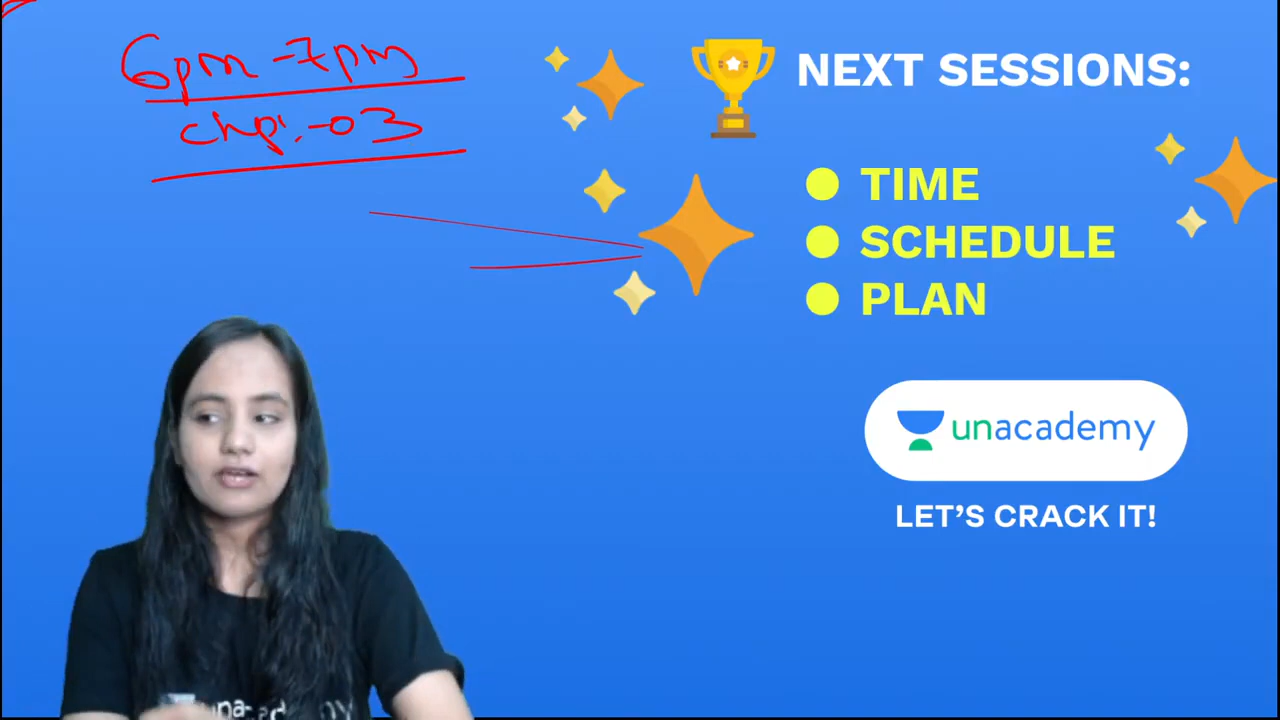 6pm - 7pm
chp:-03
NEXT SESSIONS:
TIME
SCHEDULE
PLAN
unacademy
LET'S CRACK IT!